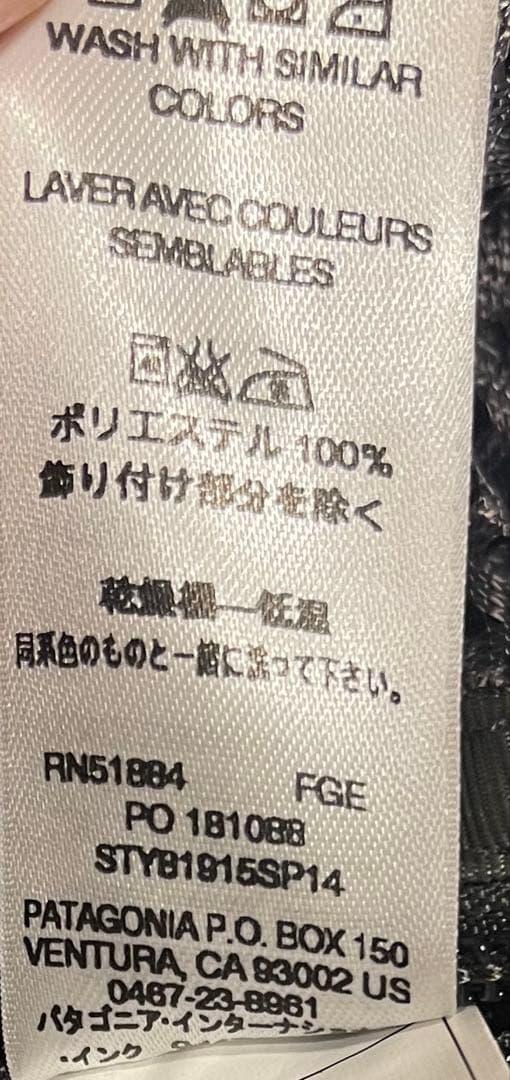 WASH WITH SIMILAR
COLORS
LAVER AVEC COULEURS
SEMBLABLES
ポリエステル 100%
飾り付け部分を除く
乾燥機―低温
同系色のものと一緒に洗って下さい。
RN51884 FGE
PO 181088
STY81915SP14
PATAGONIA P.O. BOX 150
VENTURA, CA 93002 US
0467-23-8961
パタゴニア・インターナショ
・インク